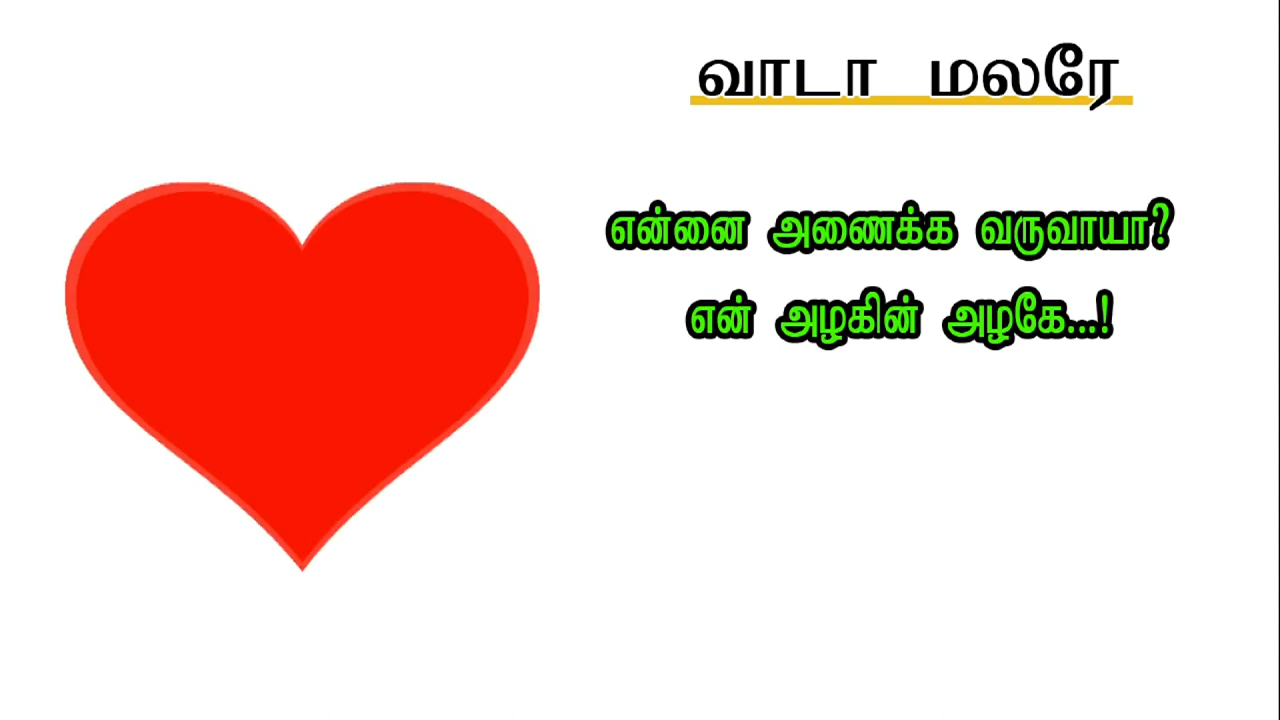 வாடா மலரே
என்னை அணைக்க வருவாயா?
என் அழகின் அழகே...!